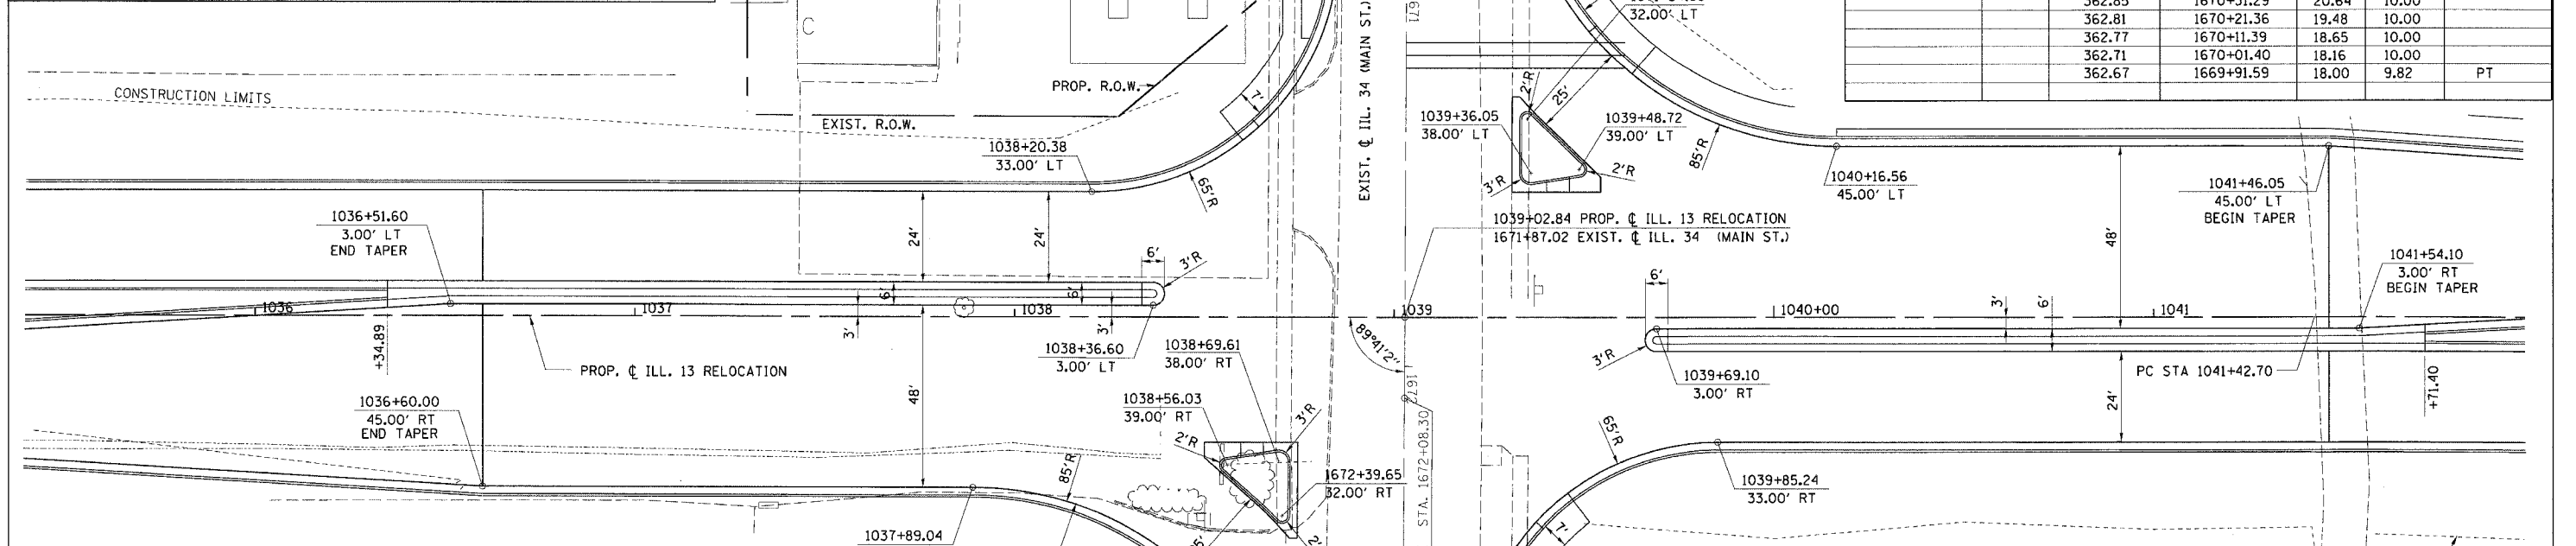 362.81 1670+21.36 19.48 10.00
362.77 1670+11.39 18.65 10.00
362.71 1670+01.40 18.16 10.00
362.67 1669+91.59 18.00 9.82 PT
C
CONSTRUCTION LIMITS
PROP. R.O.W.
EXIST. R.O.W.
7'
EXIST. ℄ ILL. 34 (MAIN ST.)
32.00' LT
2'R
25'
1039+36.05
38.00' LT
1039+48.72
39.00' LT
3'R
2'R
85'R
1038+20.38
33.00' LT
65'R
1040+16.56
45.00' LT
1041+46.05
45.00' LT
BEGIN TAPER
1036+51.60
3.00' LT
END TAPER
24'
24'
1039+02.84 PROP. ℄ ILL. 13 RELOCATION
1671+87.02 EXIST. ℄ ILL. 34 (MAIN ST.)
48'
1041+54.10
3.00' RT
BEGIN TAPER
6'
3'R
6'
6'
6'
3'
6'
1036
1037
1038
1039
1040+00
1041
3'
3'
+34.89
PROP. ℄ ILL. 13 RELOCATION
1038+36.60
3.00' LT
1038+69.61
38.00' RT
89°41'2"
3'R
1039+69.10
3.00' RT
PC STA 1041+42.70
+71.40
1036+60.00
45.00' RT
END TAPER
48'
1038+56.03
39.00' RT
3'R
2'R
1672
24'
65'R
85'R
1672+39.65
32.00' RT
STA. 1672+08.30
1039+85.24
33.00' RT
1037+89.04
7'